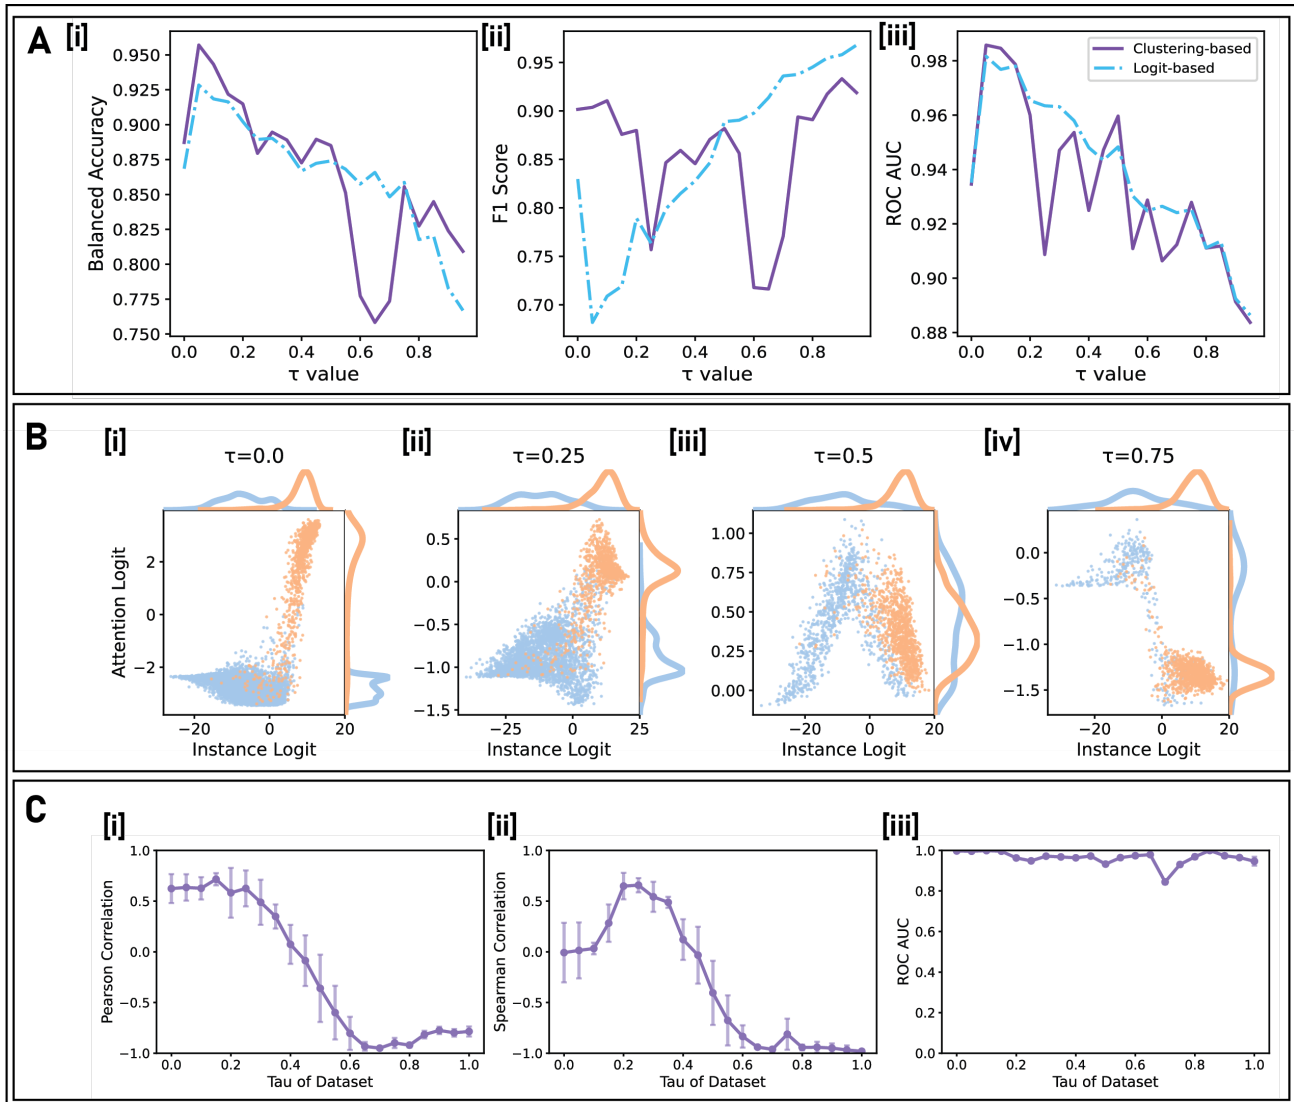 A
[i]
[ii]
[iii]
0.950
0.925
0.900
0.875
0.850
0.825
0.800
0.775
0.750
Balanced Accuracy
0.0 0.2 0.4 0.6 0.8
τ value
0.95
0.90
0.85
0.80
0.75
0.70
F1 Score
0.0 0.2 0.4 0.6 0.8
τ value
Clustering-based
Logit-based
0.98
0.96
0.94
0.92
0.90
0.88
ROC AUC
0.0 0.2 0.4 0.6 0.8
τ value
B
[i]
[ii]
[iii]
[iv]
τ=0.0
τ=0.25
τ=0.5
τ=0.75
2
0
−2
Attention Logit
−20 0 20
Instance Logit
0.5
0.0
−0.5
−1.0
−1.5
−25 0 25
Instance Logit
1.00
0.75
0.50
0.25
0.00
−20 0 20
Instance Logit
0.0
−0.5
−1.0
−1.5
−20 0 20
Instance Logit
C
[i]
[ii]
[iii]
1.0
0.5
0.0
−0.5
−1.0
Pearson Correlation
0.0 0.2 0.4 0.6 0.8 1.0
Tau of Dataset
1.0
0.5
0.0
−0.5
−1.0
Spearman Correlation
0.0 0.2 0.4 0.6 0.8 1.0
Tau of Dataset
1.0
0.8
0.6
0.4
0.2
0.0
ROC AUC
0.0 0.2 0.4 0.6 0.8 1.0
Tau of Dataset